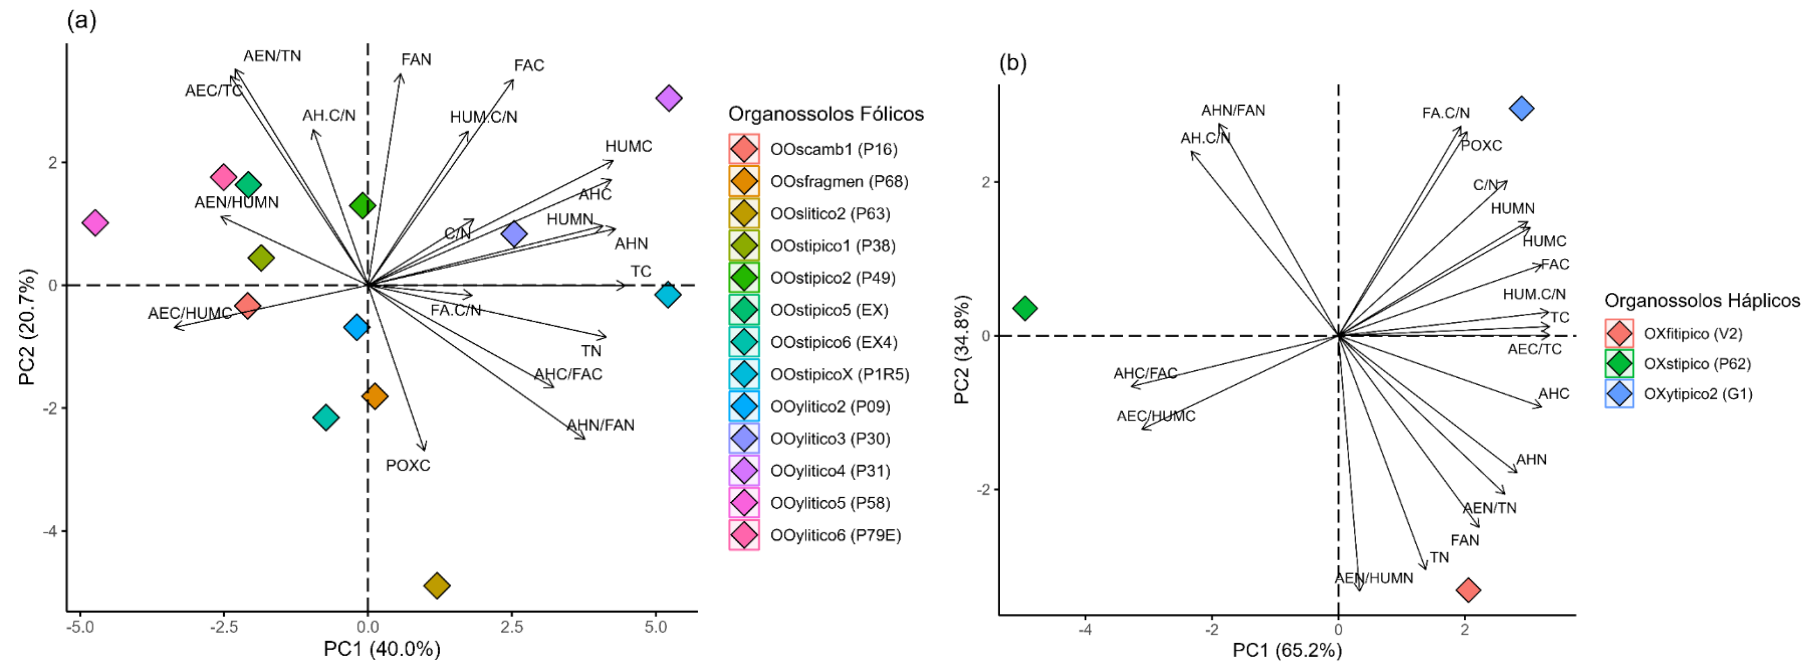 (a)
AEN/TN
FAN
FAC
AEC/TC
AH.C/N
HUM.C/N
HUMC
AHC
AEN/HUMN
HUMN
C/N
AHN
TC
FA.C/N
AEC/HUMC
TN
AHC/FAC
AHN/FAN
POXC
2
0
-2
-4
PC2 (20.7%)
-5.0
-2.5
0.0
2.5
5.0
PC1 (40.0%)
Organossolos Fólicos
OOscamb1 (P16)
OOsfragmen (P68)
OOslitico2 (P63)
OOstipico1 (P38)
OOstipico2 (P49)
OOstipico5 (EX)
OOstipico6 (EX4)
OOstipicoX (P1R5)
OOylitico2 (P09)
OOylitico3 (P30)
OOylitico4 (P31)
OOylitico5 (P58)
OOylitico6 (P79E)
(b)
AHN/FAN
FA.C/N
AH.C/N
POXC
C/N
HUMN
HUMC
FAC
HUM.C/N
TC
AEC/TC
AHC/FAC
AHC
AEC/HUMC
AHN
AEN/TN
FAN
TN
AEN/HUMN
2
0
-2
PC2 (34.8%)
-4
-2
0
2
PC1 (65.2%)
Organossolos Háplicos
OXfitipico (V2)
OXstipico (P62)
OXytipico2 (G1)